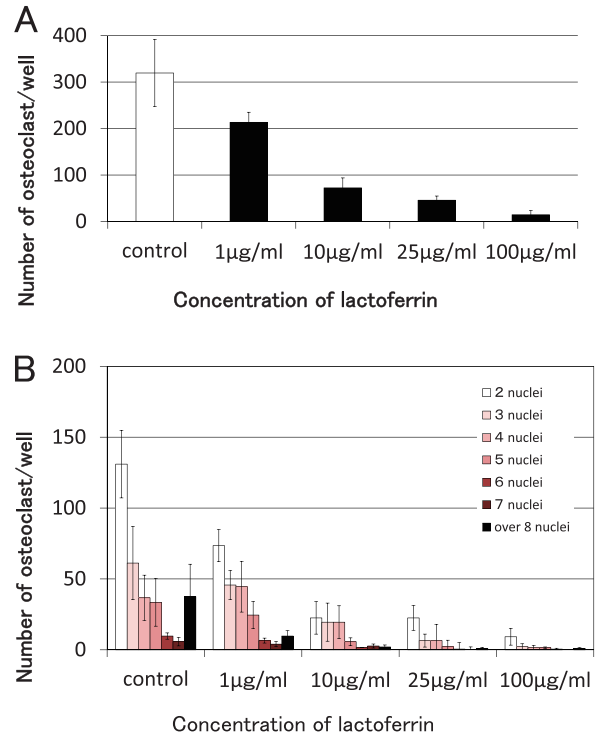 A
Number of osteoclast/well
400
300
200
100
0
control 1μg/ml 10μg/ml 25μg/ml 100μg/ml
Concentration of lactoferrin
B
Number of osteoclast/well
200
150
100
50
0
2 nuclei
3 nuclei
4 nuclei
5 nuclei
6 nuclei
7 nuclei
over 8 nuclei
control 1μg/ml 10μg/ml 25μg/ml 100μg/ml
Concentration of lactoferrin